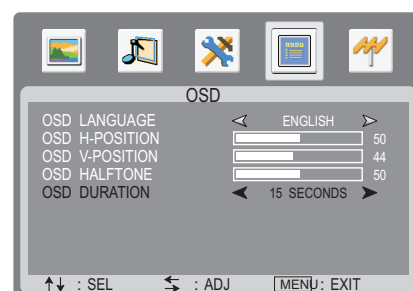 OSD
OSD LANGUAGE ENGLISH
OSD H-POSITION 50
OSD V-POSITION 44
OSD HALFTONE 50
OSD DURATION 15 SECONDS
: SEL : ADJ MENU: EXIT